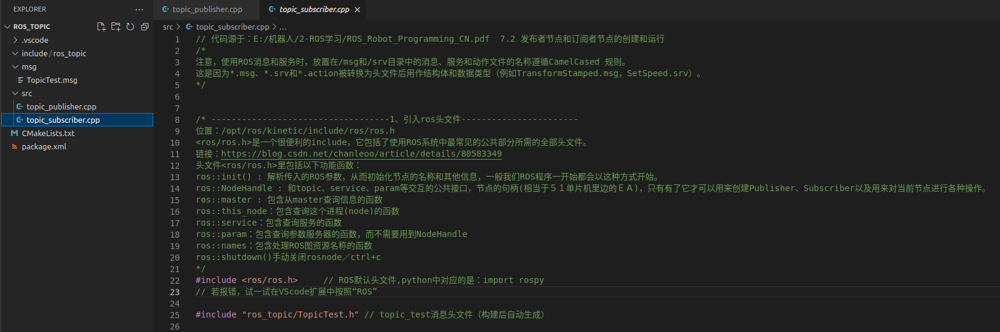 EXPLORER
ROS_TOPIC
.vscode
include / ros_topic
msg
TopicTest.msg
src
topic_publisher.cpp
topic_subscriber.cpp
CMakeLists.txt
package.xml
topic_publisher.cpp
topic_subscriber.cpp
src > topic_subscriber.cpp > ...
1 // 代码源于：E:/机器人/2-ROS学习/ROS_Robot_Programming_CN.pdf  7.2 发布者节点和订阅者节点的创建和运行
2 /*
3 注意，使用ROS消息和服务时，放置在/msg和/srv目录中的消息、服务和动作文件的名称遵循CamelCased 规则。
4 这是因为*.msg、*.srv和*.action被转换为头文件后用作结构体和数据类型（例如TransformStamped.msg，SetSpeed.srv）。
5 */
6
7
8 /* -----------------------------------1、引入ros头文件-----------------------
9 位置：/opt/ros/kinetic/include/ros/ros.h
10 <ros/ros.h>是一个很便利的include，它包括了使用ROS系统中最常见的公共部分所需的全部头文件。
11 链接：https://blog.csdn.net/chanleoo/article/details/80583349
12 头文件<ros/ros.h>里包括以下功能函数：
13 ros::init() : 解析传入的ROS参数，从而初始化节点的名称和其他信息，一般我们ROS程序一开始都会以这种方式开始。
14 ros::NodeHandle : 和topic、service、param等交互的公共接口，节点的句柄(相当于５１单片机里边的ＥＡ)，只有有了它才可以用来创建Publisher、Subscriber以及用来对当前节点进行各种操作。
15 ros::master : 包含从master查询信息的函数
16 ros::this_node：包含查询这个进程(node)的函数
17 ros::service：包含查询服务的函数
18 ros::param：包含查询参数服务器的函数，而不需要用到NodeHandle
19 ros::names：包含处理ROS图资源名称的函数
20 ros::shutdown()手动关闭rosnode／ctrl+c
21 */
22 #include <ros/ros.h>     // ROS默认头文件,python中对应的是：import rospy
23 // 若报错，试一试在VScode扩展中按照“ROS”
24
25 #include "ros_topic/TopicTest.h" // topic_test消息头文件（构建后自动生成）
26